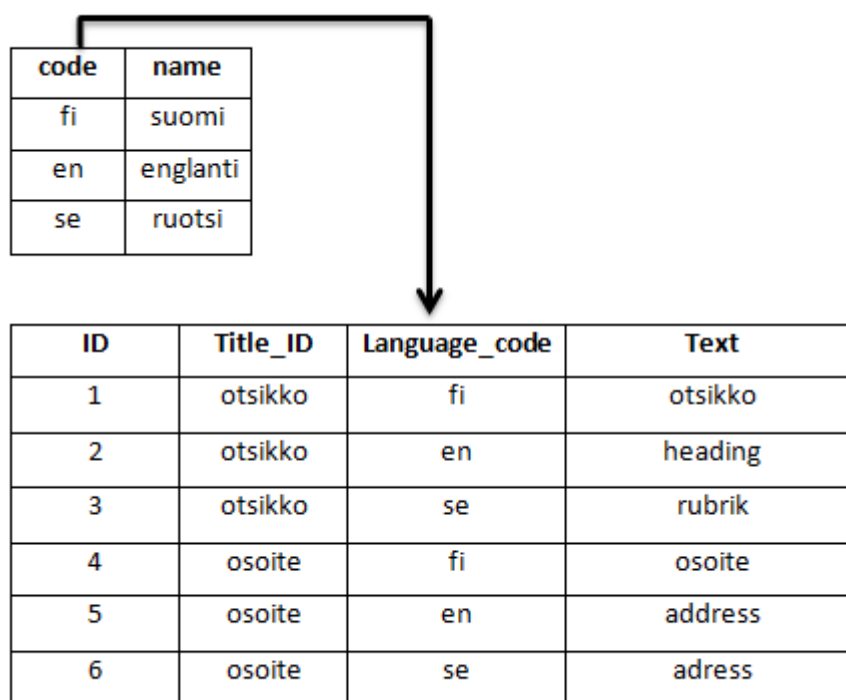 code name
fi suomi
en englanti
se ruotsi
ID Title_ID Language_code Text
1 otsikko fi otsikko
2 otsikko en heading
3 otsikko se rubrik
4 osoite fi osoite
5 osoite en address
6 osoite se adress